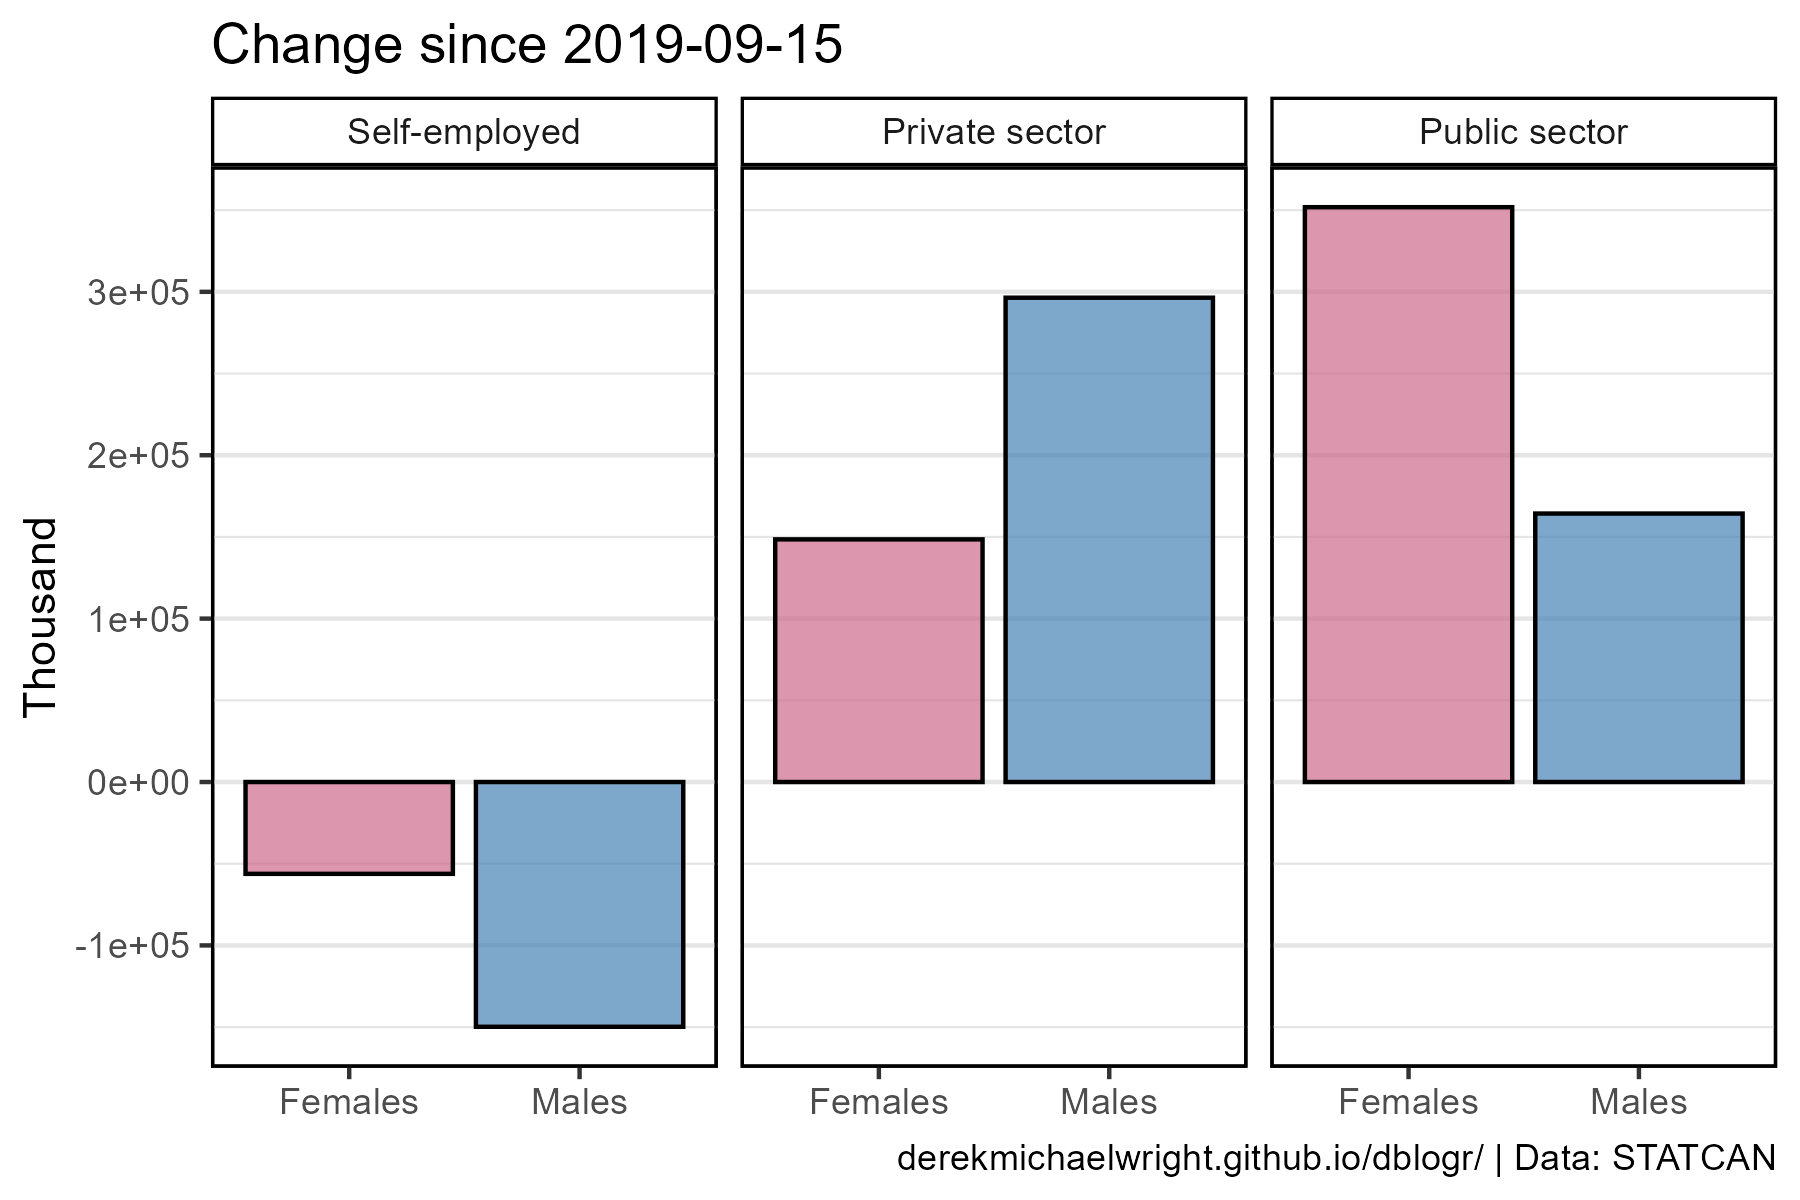 Change since 2019-09-15
Self-employed Private sector Public sector
Thousand
3e+05
2e+05
1e+05
0e+00
-1e+05
Females Males Females Males Females Males
derekmichaelwright.github.io/dblogr/ | Data: STATCAN